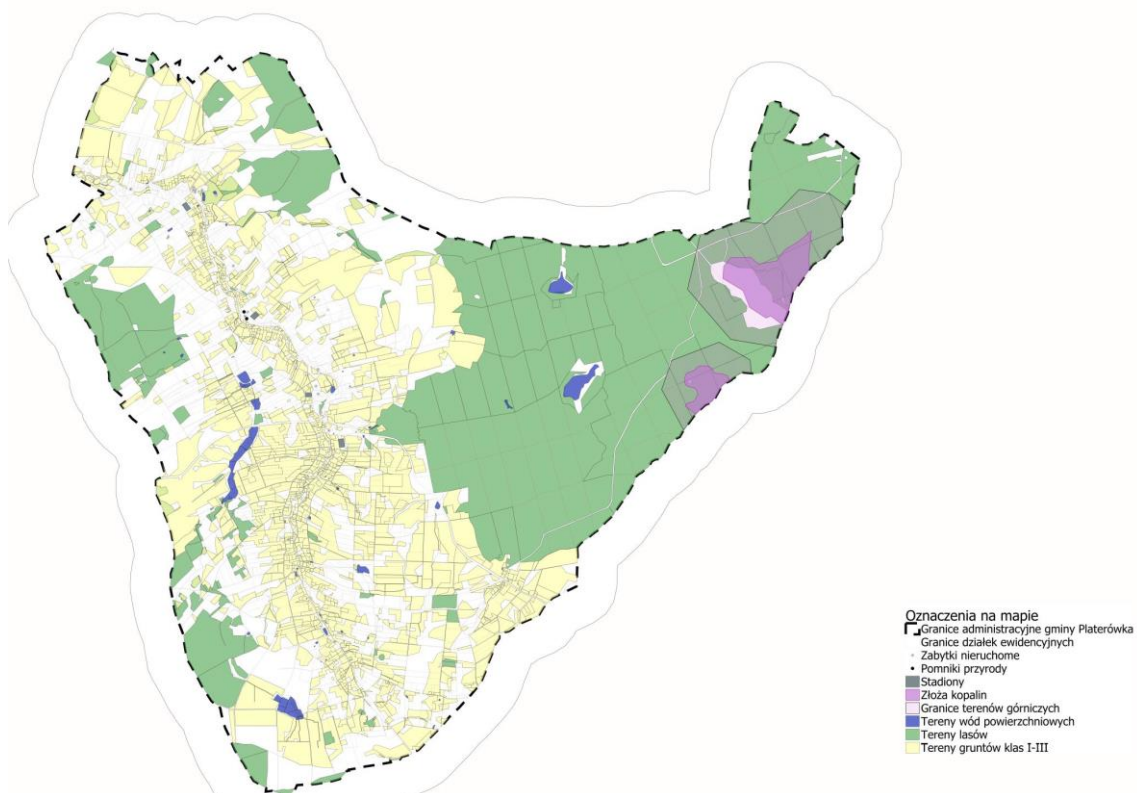 Oznaczenia na mapie
Granice administracyjne gminy Platerówka
Granice działek ewidencyjnych
Zabytki nieruchome
Pomniki przyrody
Stadiony
Złoża kopalin
Granice terenów górniczych
Tereny wód powierzchniowych
Tereny lasów
Tereny gruntów klas I-III